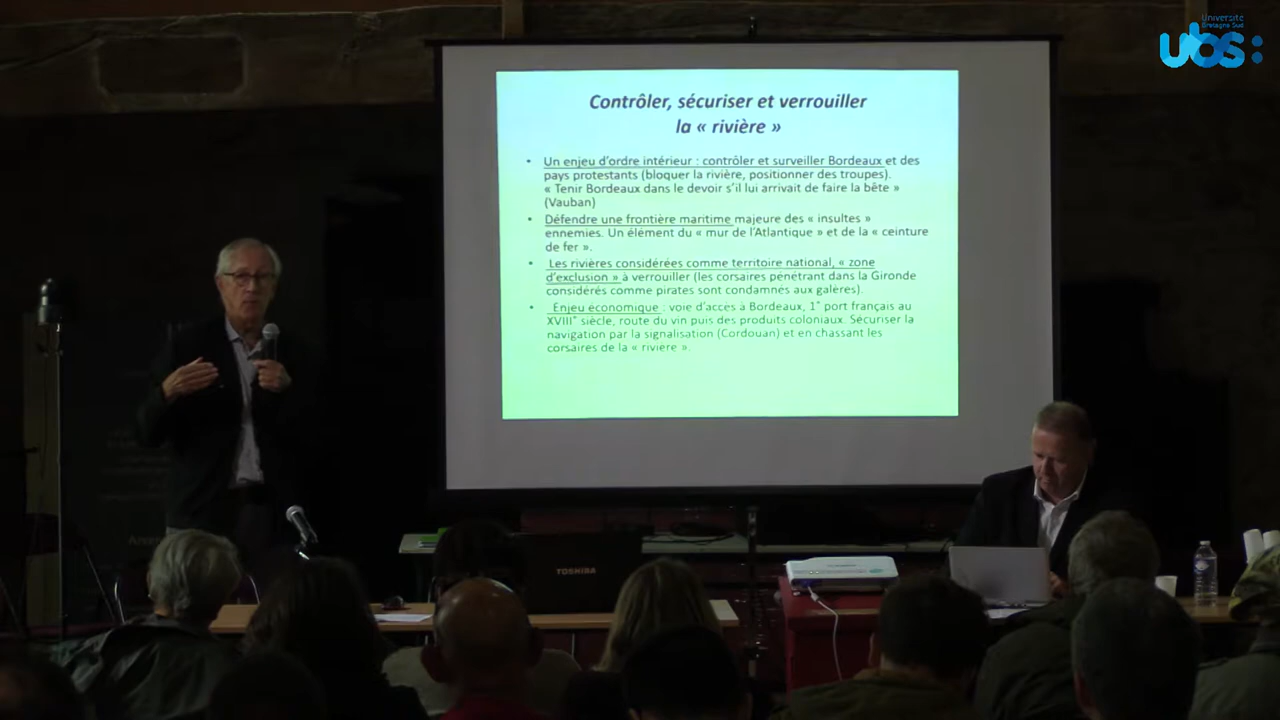 Université
Bretagne Sud
ubs:
Contrôler, sécuriser et verrouiller
la « rivière »
• Un enjeu d'ordre intérieur : contrôler et surveiller Bordeaux et des
pays protestants (bloquer la rivière, positionner des troupes).
« Tenir Bordeaux dans le devoir s'il lui arrivait de faire la bête »
(Vauban)
• Défendre une frontière maritime majeure des « insultes »
ennemies. Un élément du « mur de l'Atlantique » et de la « ceinture
de fer ».
• Les rivières considérées comme territoire national, « zone
d'exclusion » à verrouiller (les corsaires pénétrant dans la Gironde
considérés comme pirates sont condamnés aux galères).
• Enjeu économique : voie d'accès à Bordeaux, 1° port français au
XVIII° siècle, route du vin puis des produits coloniaux. Sécuriser la
navigation par la signalisation (Cordouan) et en chassant les
corsaires de la « rivière ».
TOSHIBA